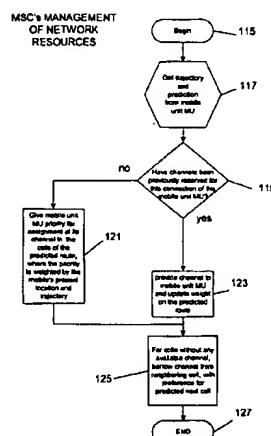 MSC's MANAGEMENT
OF NETWORK
RESOURCES
Begin
115
Get trajectory
and
prediction
from mobile
unit MU
117
no
Have channels been
previously reserved for
this connection of the
mobile unit MU?
119
yes
Give mobile unit
MU priority for
assignment of its
channel in the
cells of the
predicted route,
where the priority is
weighted by the
mobile's present
location and
trajectory
121
provide channel to
mobile unit MU
and update weight
on the predicted
route
123
For cells without any
available channel,
borrow channel from
neighboring cell, with
preference for
predicted next cell
125
END
127